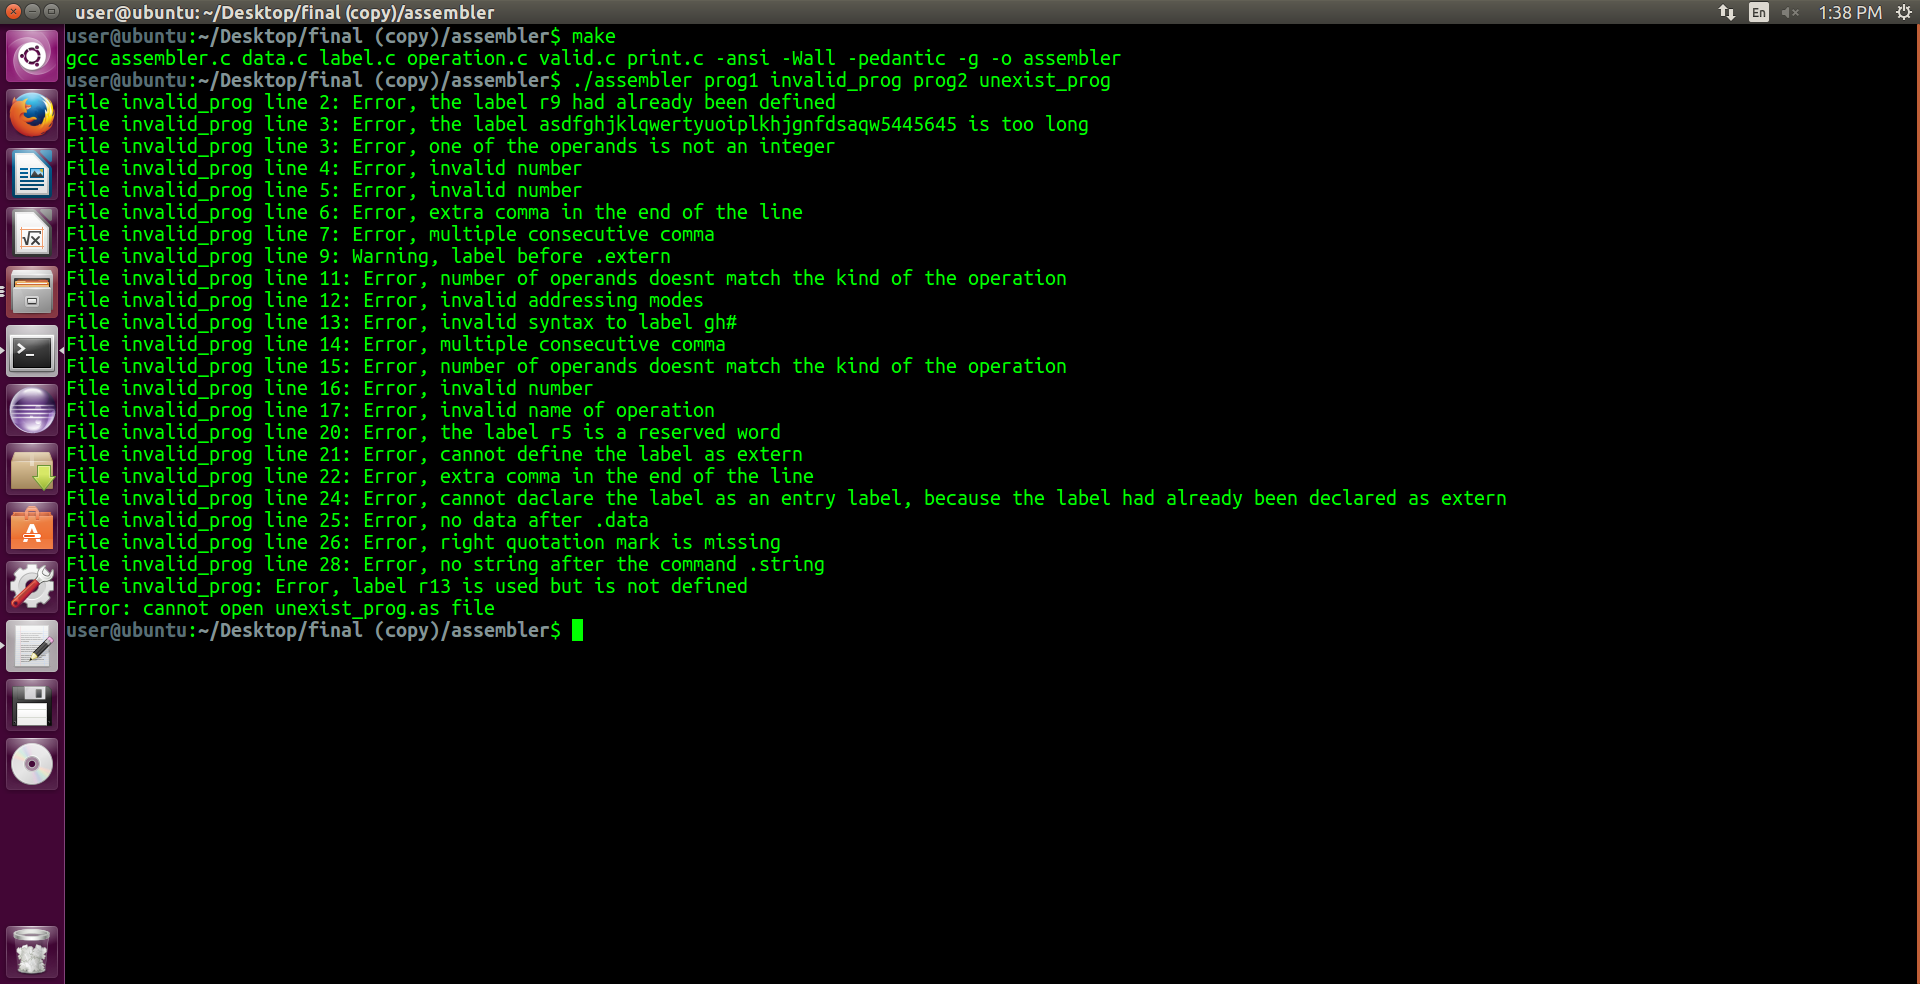 user@ubuntu: ~/Desktop/final (copy)/assembler
En
1:38 PM
user@ubuntu:~/Desktop/final (copy)/assembler$ make
gcc assembler.c data.c label.c operation.c valid.c print.c -ansi -Wall -pedantic -g -o assembler
user@ubuntu:~/Desktop/final (copy)/assembler$ ./assembler prog1 invalid_prog prog2 unexist_prog
File invalid_prog line 2: Error, the label r9 had already been defined
File invalid_prog line 3: Error, the label asdfghjklqwertyuoiplkhjgnfdsaqw5445645 is too long
File invalid_prog line 3: Error, one of the operands is not an integer
File invalid_prog line 4: Error, invalid number
File invalid_prog line 5: Error, invalid number
File invalid_prog line 6: Error, extra comma in the end of the line
File invalid_prog line 7: Error, multiple consecutive comma
File invalid_prog line 9: Warning, label before .extern
File invalid_prog line 11: Error, number of operands doesnt match the kind of the operation
File invalid_prog line 12: Error, invalid addressing modes
File invalid_prog line 13: Error, invalid syntax to label gh#
File invalid_prog line 14: Error, multiple consecutive comma
File invalid_prog line 15: Error, number of operands doesnt match the kind of the operation
File invalid_prog line 16: Error, invalid number
File invalid_prog line 17: Error, invalid name of operation
File invalid_prog line 20: Error, the label r5 is a reserved word
File invalid_prog line 21: Error, cannot define the label as extern
File invalid_prog line 22: Error, extra comma in the end of the line
File invalid_prog line 24: Error, cannot daclare the label as an entry label, because the label had already been declared as extern
File invalid_prog line 25: Error, no data after .data
File invalid_prog line 26: Error, right quotation mark is missing
File invalid_prog line 28: Error, no string after the command .string
File invalid_prog: Error, label r13 is used but is not defined
Error: cannot open unexist_prog.as file
user@ubuntu:~/Desktop/final (copy)/assembler$